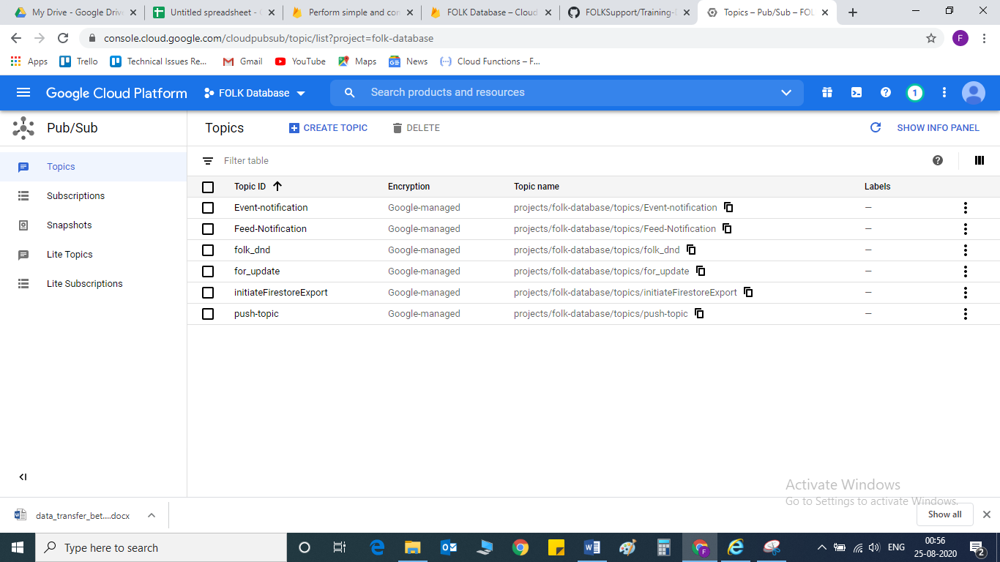 My Drive - Google Driv
Untitled spreadsheet -
Perform simple and con
FOLK Database – Cloud
FOLKSupport/Training-
Topics – Pub/Sub – FOL
console.cloud.google.com/cloudpubsub/topic/list?project=folk-database
F
Apps
Trello
Technical Issues Re...
Gmail
YouTube
Maps
News
Cloud Functions – F...
Google Cloud Platform
FOLK Database
Search products and resources
1
Pub/Sub
Topics
CREATE TOPIC
DELETE
SHOW INFO PANEL
Topics
Subscriptions
Snapshots
Lite Topics
Lite Subscriptions
Filter table
Topic ID Encryption Topic name Labels
Event-notification Google-managed projects/folk-database/topics/Event-notification —
Feed-Notification Google-managed projects/folk-database/topics/Feed-Notification —
folk_dnd Google-managed projects/folk-database/topics/folk_dnd —
for_update Google-managed projects/folk-database/topics/for_update —
initiateFirestoreExport Google-managed projects/folk-database/topics/initiateFirestoreExport —
push-topic Google-managed projects/folk-database/topics/push-topic —
Activate Windows
Go to Settings to activate Windows.
data_transfer_bet....docx
Show all
Type here to search
ENG
00:56
25-08-2020
2